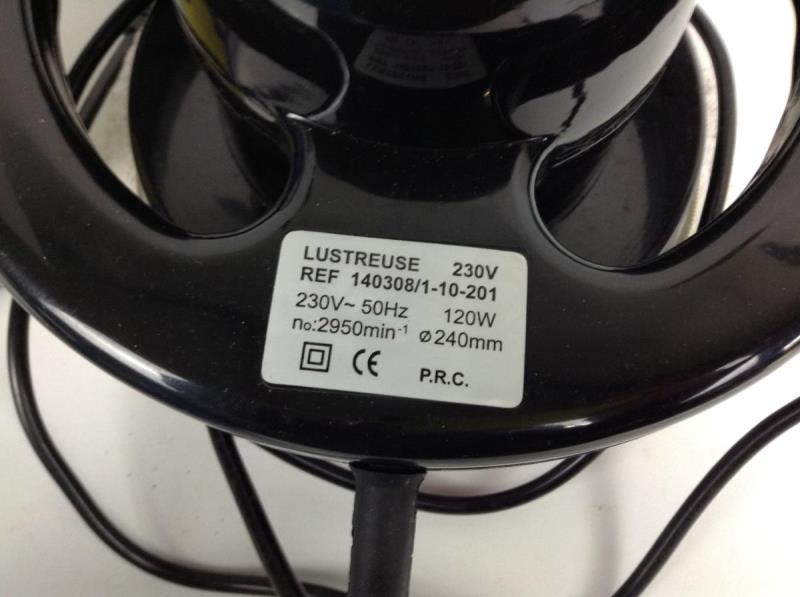 LUSTREUSE 230V
REF 140308/1-10-201
230V~ 50Hz 120W
no:2950min-1 ø240mm
CE P.R.C.